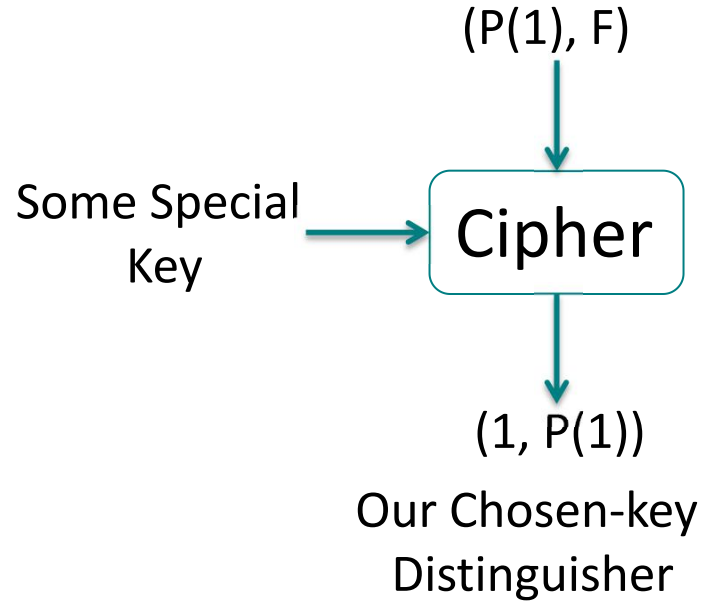 (P(1), F)
Some Special
Key
Cipher
(1, P(1))
Our Chosen-key
Distinguisher